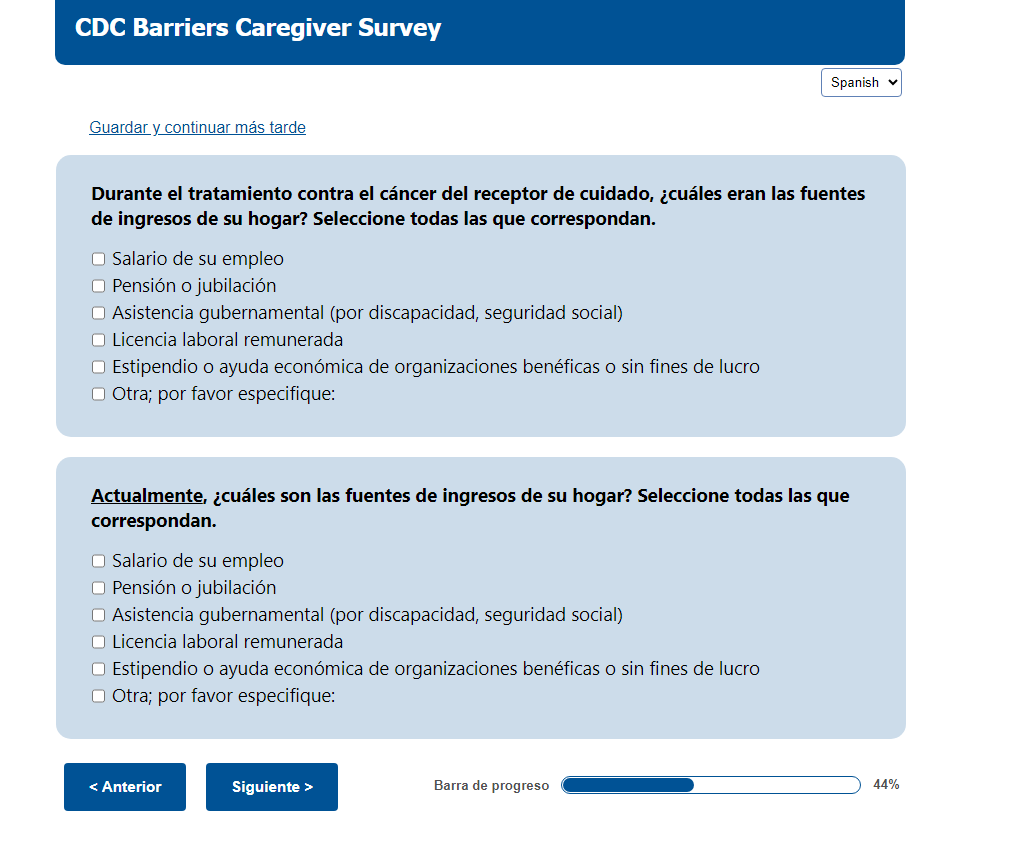 CDC Barriers Caregiver Survey
Spanish
Guardar y continuar más tarde
Durante el tratamiento contra el cáncer del receptor de cuidado, ¿cuáles eran las fuentes
de ingresos de su hogar? Seleccione todas las que correspondan.
Salario de su empleo
Pensión o jubilación
Asistencia gubernamental (por discapacidad, seguridad social)
Licencia laboral remunerada
Estipendio o ayuda económica de organizaciones benéficas o sin fines de lucro
Otra; por favor especifique:
Actualmente, ¿cuáles son las fuentes de ingresos de su hogar? Seleccione todas las que
correspondan.
Salario de su empleo
Pensión o jubilación
Asistencia gubernamental (por discapacidad, seguridad social)
Licencia laboral remunerada
Estipendio o ayuda económica de organizaciones benéficas o sin fines de lucro
Otra; por favor especifique:
< Anterior
Siguiente >
Barra de progreso
44%